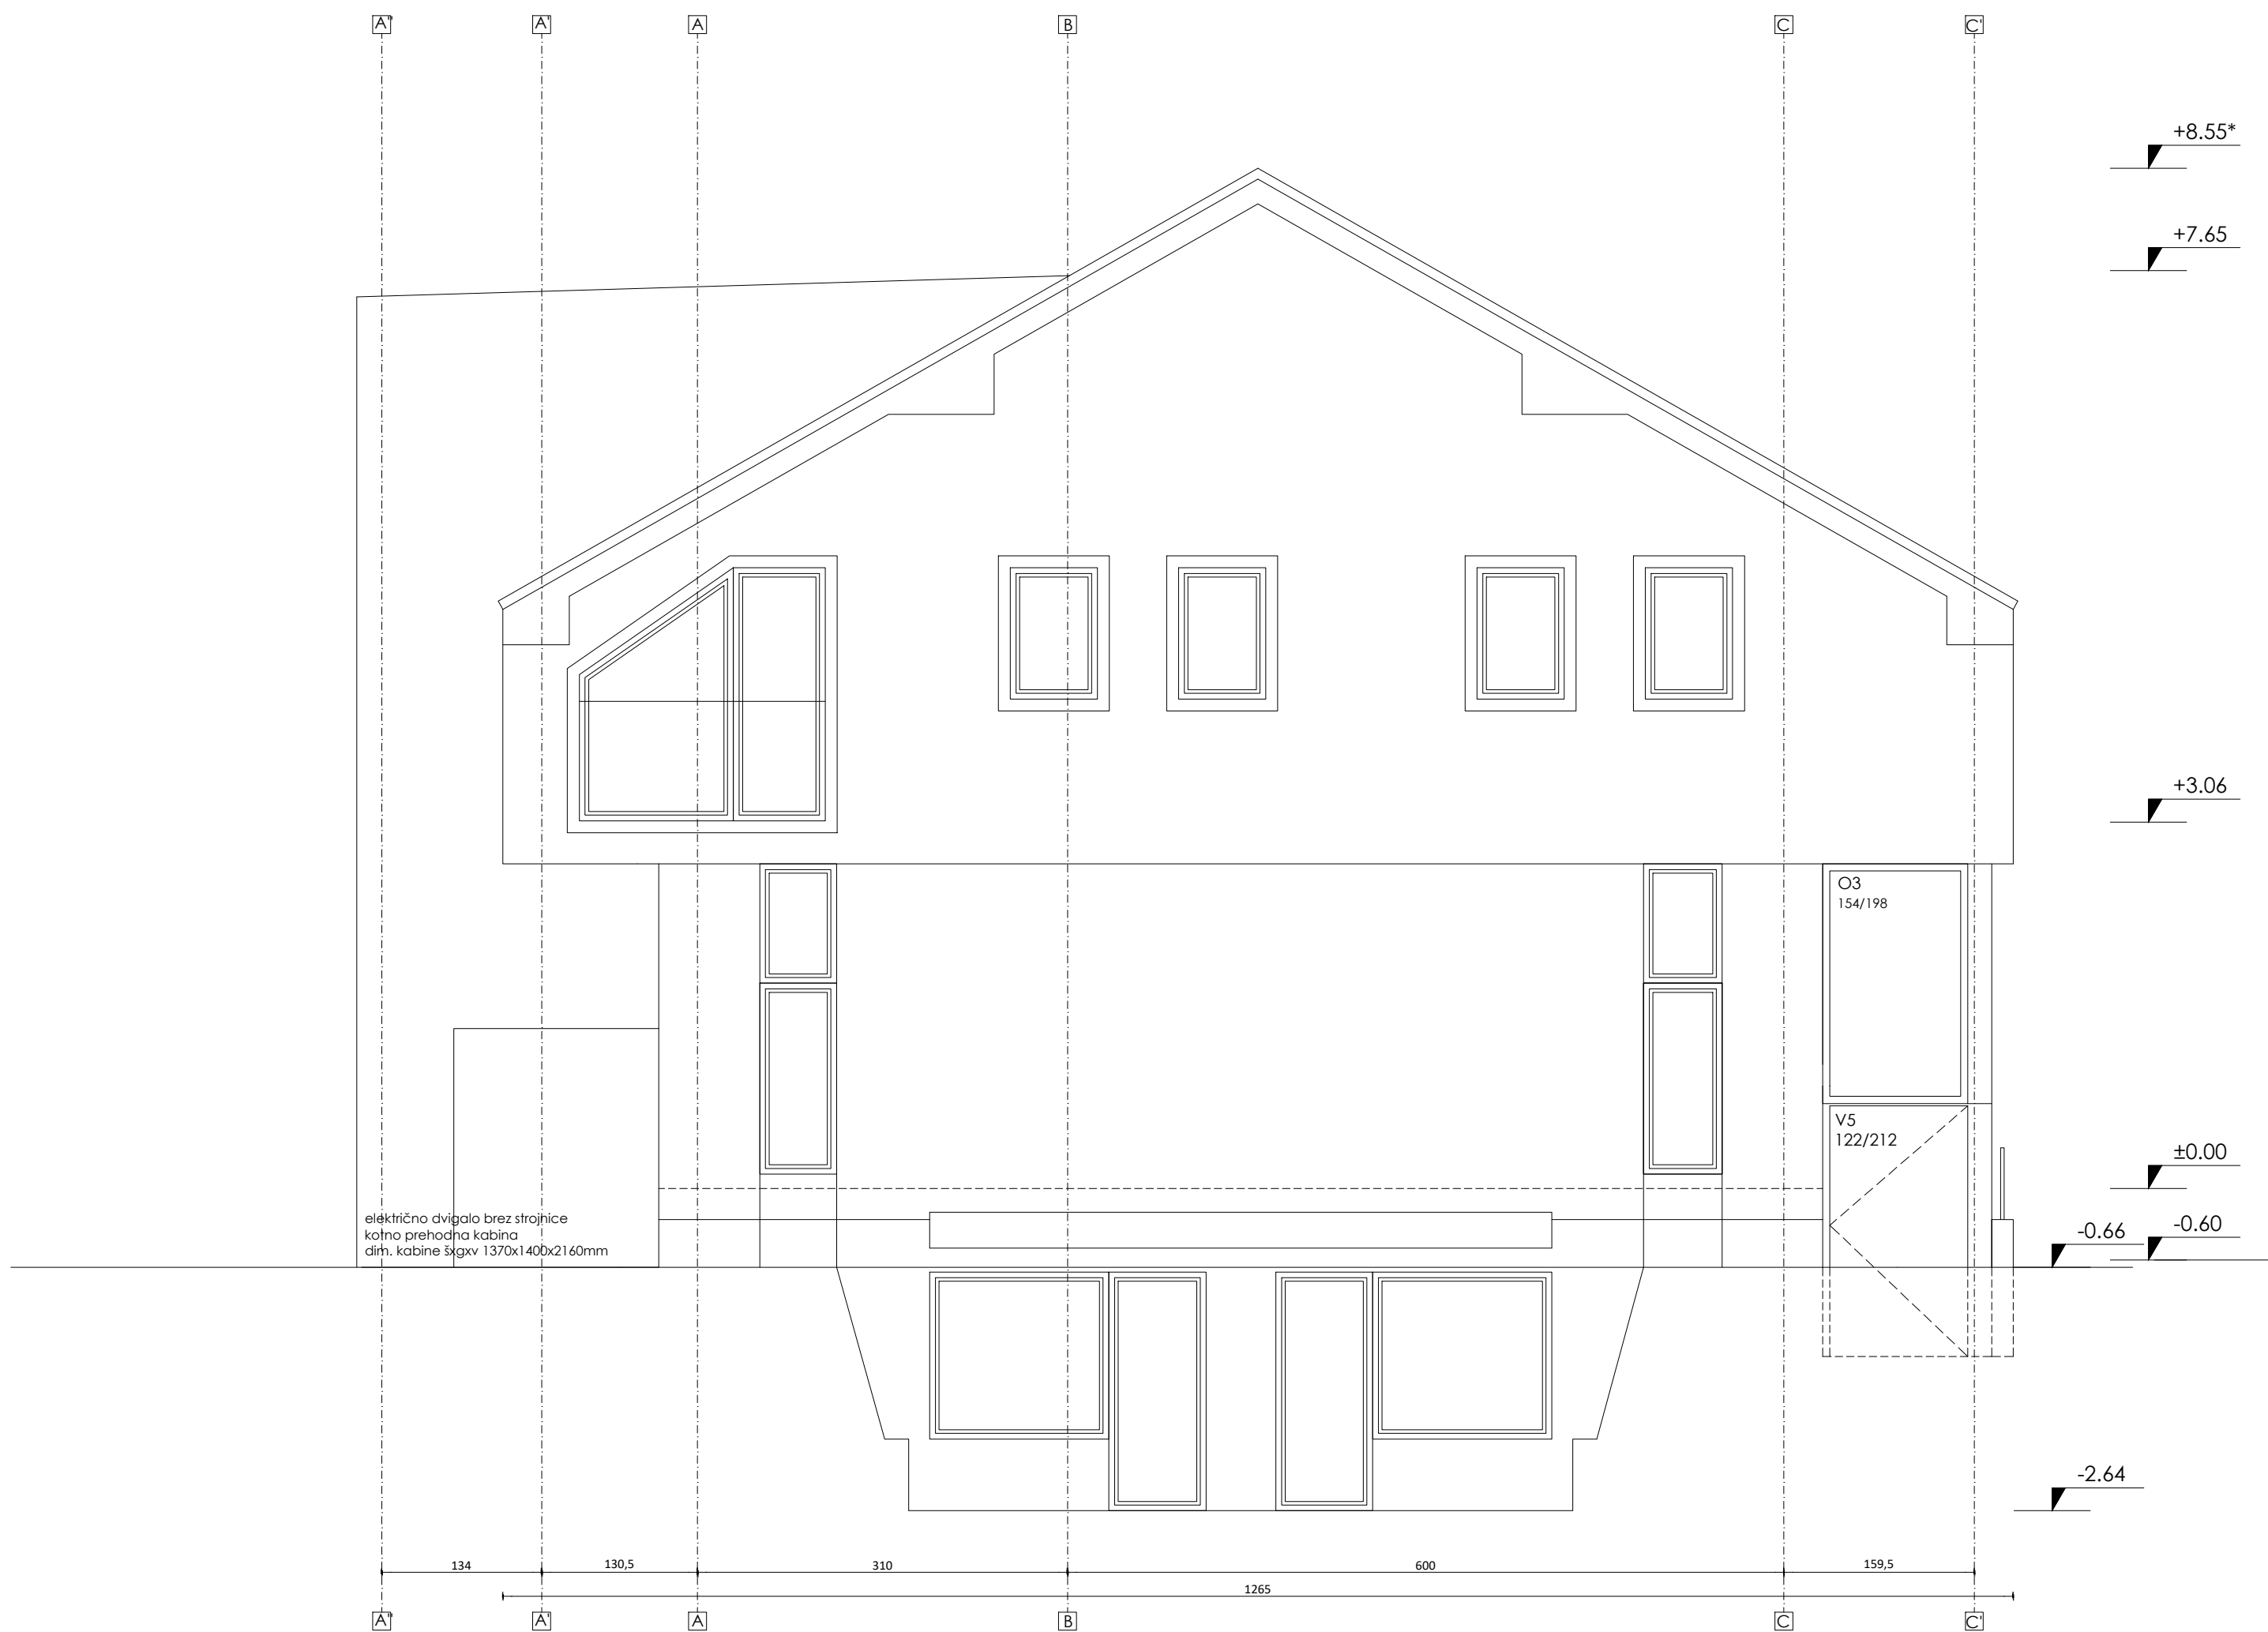 A" A' A B C C'
+8.55*
+7.65
+3.06
O3
154/198
V5
122/212
±0.00
-0.60
-0.66
električno dvigalo brez strojnice
kotno prehodna kabina
dim. kabine šxgxv 1370x1400x2160mm
-2.64
134 130,5 310 600 159,5
1265
A" A' A B C C'